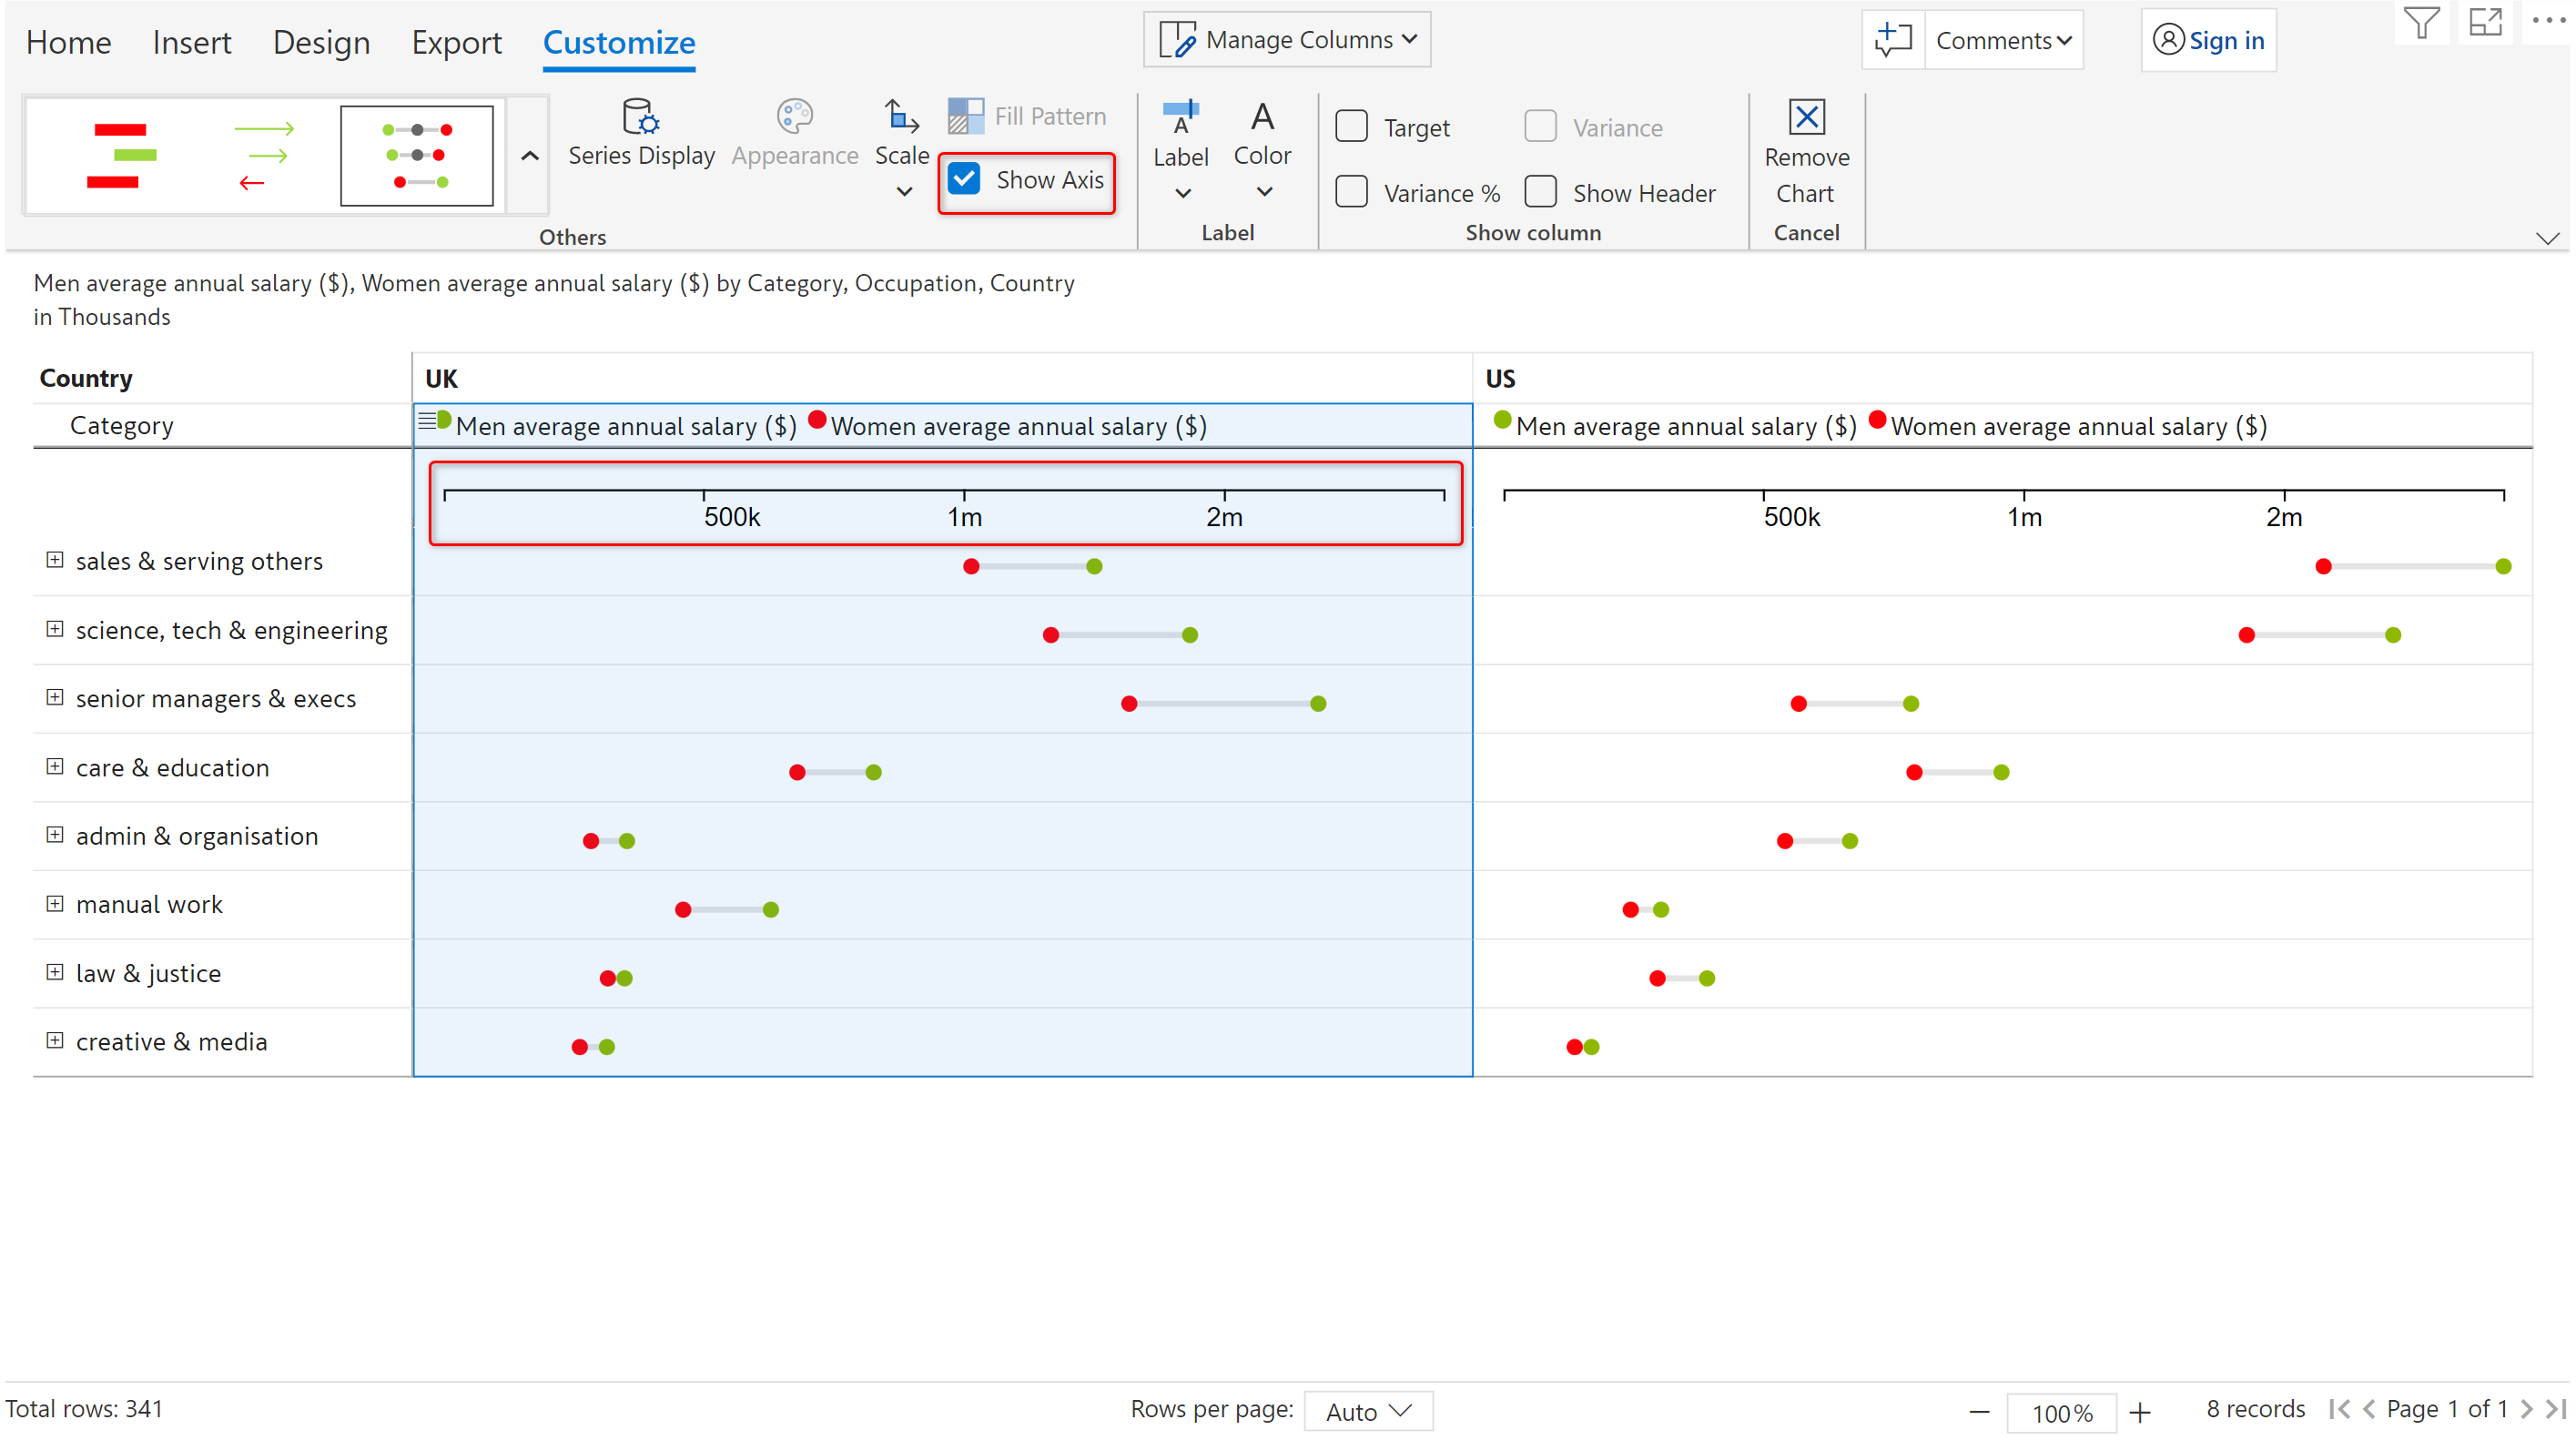 Home Insert Design Export Customize Manage Columns Comments Sign in
Series Display Appearance Scale Fill Pattern
Show Axis
Others
Label Color
Label
Target Variance
Variance % Show Header
Show column
Remove
Chart
Cancel
Men average annual salary ($), Women average annual salary ($) by Category, Occupation, Country
in Thousands
Country UK US
Category Men average annual salary ($) Women average annual salary ($) Men average annual salary ($) Women average annual salary ($)
500k 1m 2m 500k 1m 2m
sales & serving others
science, tech & engineering
senior managers & execs
care & education
admin & organisation
manual work
law & justice
creative & media
Total rows: 341 Rows per page: Auto 100% 8 records Page 1 of 1